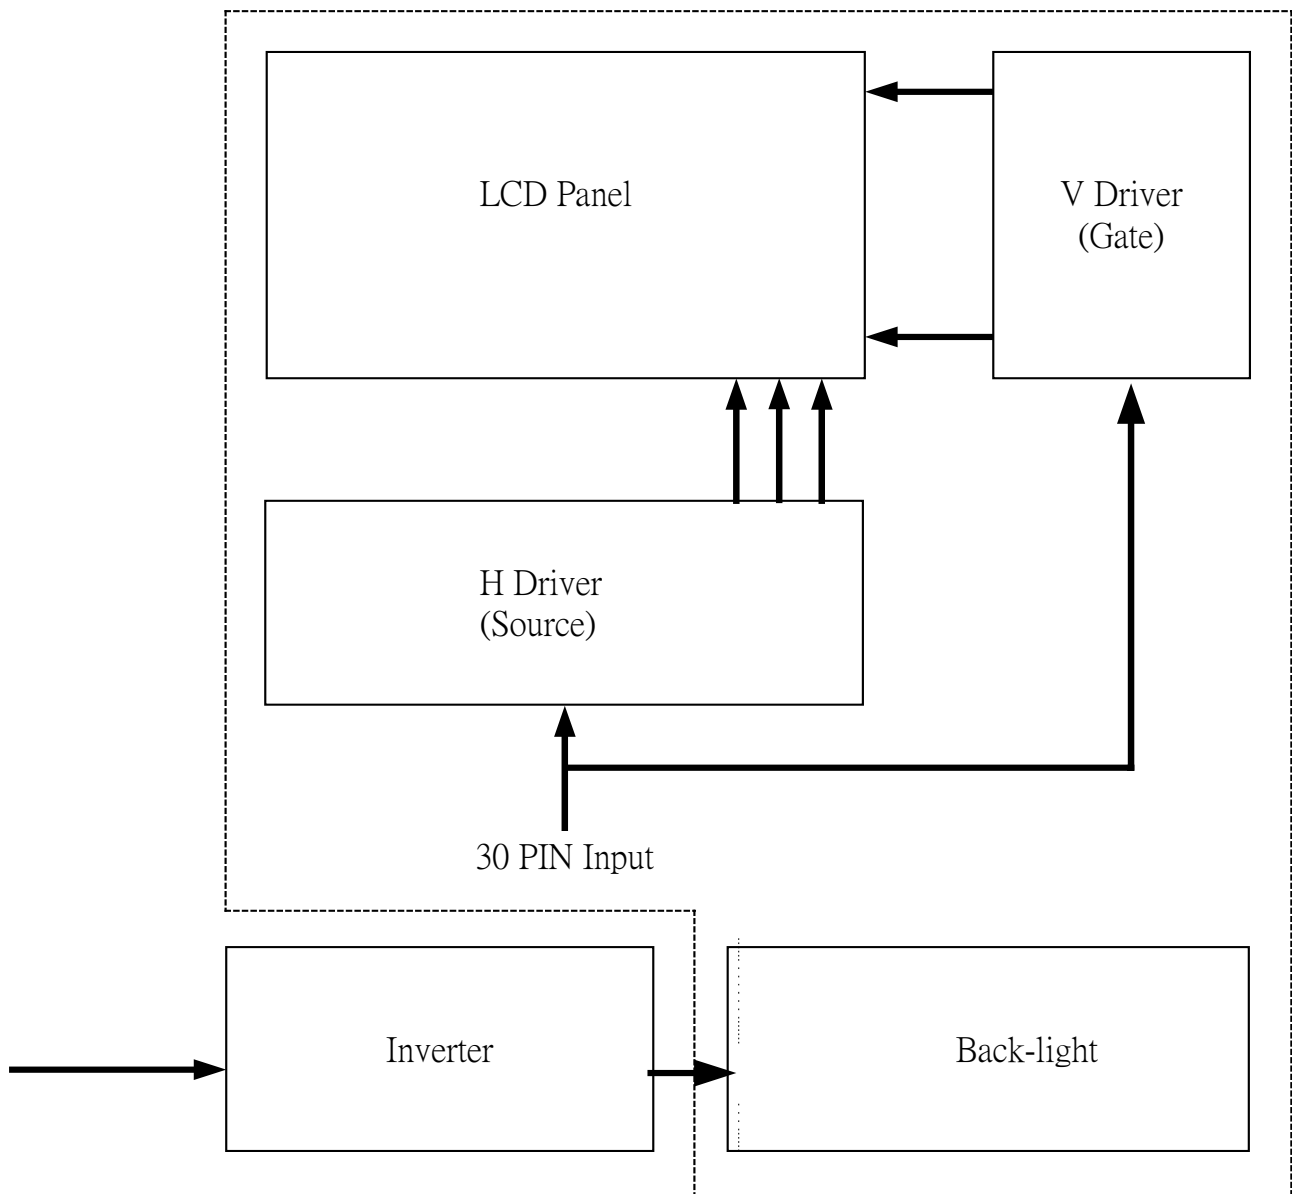 LCD Panel
V Driver
(Gate)
H Driver
(Source)
30 PIN Input
Inverter
Back-light